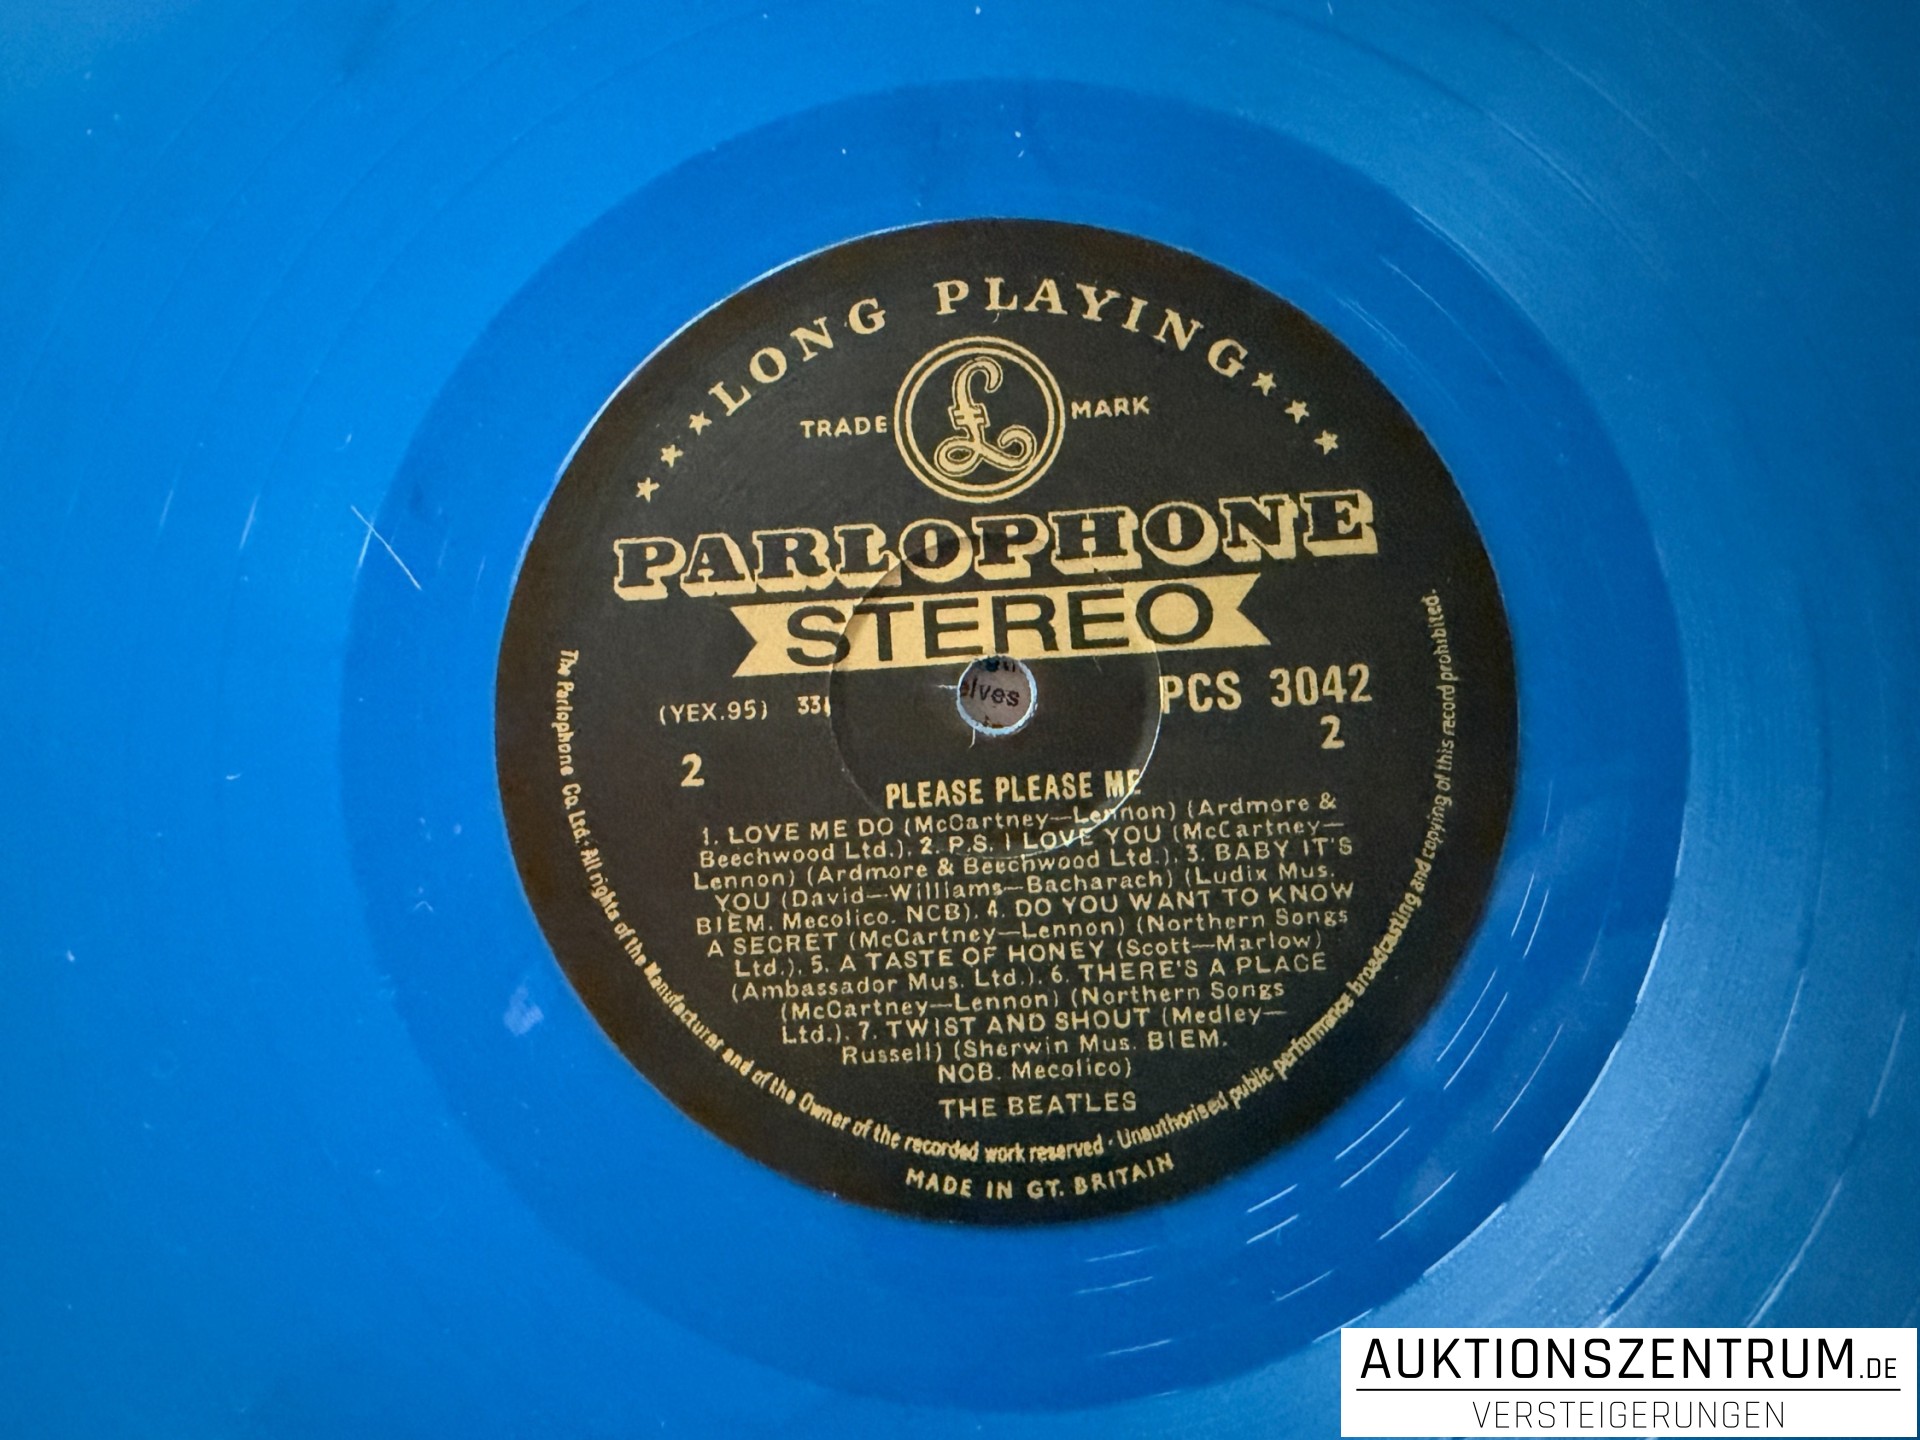 LONG PLAYING
TRADE £ MARK
PARLOPHONE
STEREO
elves
(YEX.95) 33
PCS 3042
2
2
PLEASE PLEASE ME
1. LOVE ME DO (McCartney—Lennon) (Ardmore &
Beechwood Ltd.). 2. P.S. I LOVE YOU (McCartney—
Lennon) (Ardmore & Beechwood Ltd.). 3. BABY IT'S
YOU (David—Williams—Bacharach) (Ludix Mus.
BIEM. Mecolico. NCB). 4. DO YOU WANT TO KNOW
A SECRET (McCartney—Lennon) (Northern Songs
Ltd.). 5. A TASTE OF HONEY (Scott—Marlow)
(Ambassador Mus. Ltd.). 6. THERE'S A PLACE
(McCartney—Lennon) (Northern Songs
Ltd.). 7. TWIST AND SHOUT (Medley—
Russell) (Sherwin Mus. BIEM.
NCB. Mecolico)
THE BEATLES
The Parlophone Co. Ltd. All rights of the Manufacturer and of the Owner of the recorded work reserved · Unauthorised public performance broadcasting and copying of this record prohibited.
MADE IN GT. BRITAIN
AUKTIONSZENTRUM.DE
VERSTEIGERUNGEN